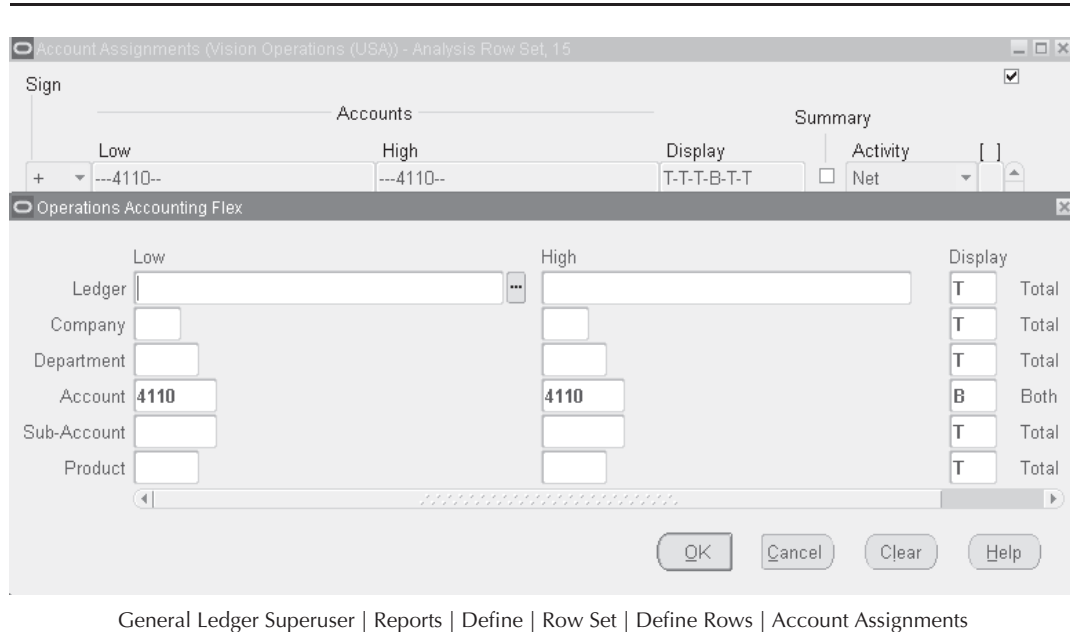 Account Assignments (Vision Operations (USA)) - Analysis Row Set, 15
Sign
Accounts
Summary
Low High Display Activity [ ]
+ ---4110-- ---4110-- T-T-T-B-T-T Net
Operations Accounting Flex
Low High Display
Ledger ... T Total
Company T Total
Department T Total
Account 4110 4110 B Both
Sub-Account T Total
Product T Total
OK Cancel Clear Help
General Ledger Superuser | Reports | Define | Row Set | Define Rows | Account Assignments